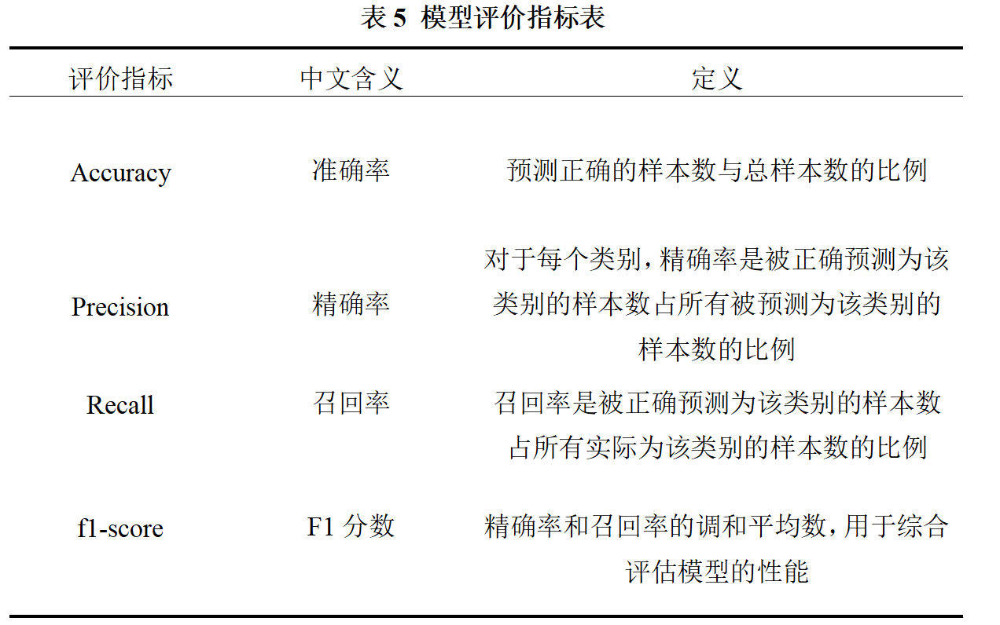 表 5 模型评价指标表
评价指标 中文含义 定义
Accuracy 准确率 预测正确的样本数与总样本数的比例
对于每个类别，精确率是被正确预测为该
Precision 精确率 类别的样本数占所有被预测为该类别的
样本数的比例
Recall 召回率 召回率是被正确预测为该类别的样本数
占所有实际为该类别的样本数的比例
f1-score F1 分数 精确率和召回率的调和平均数，用于综合
评估模型的性能